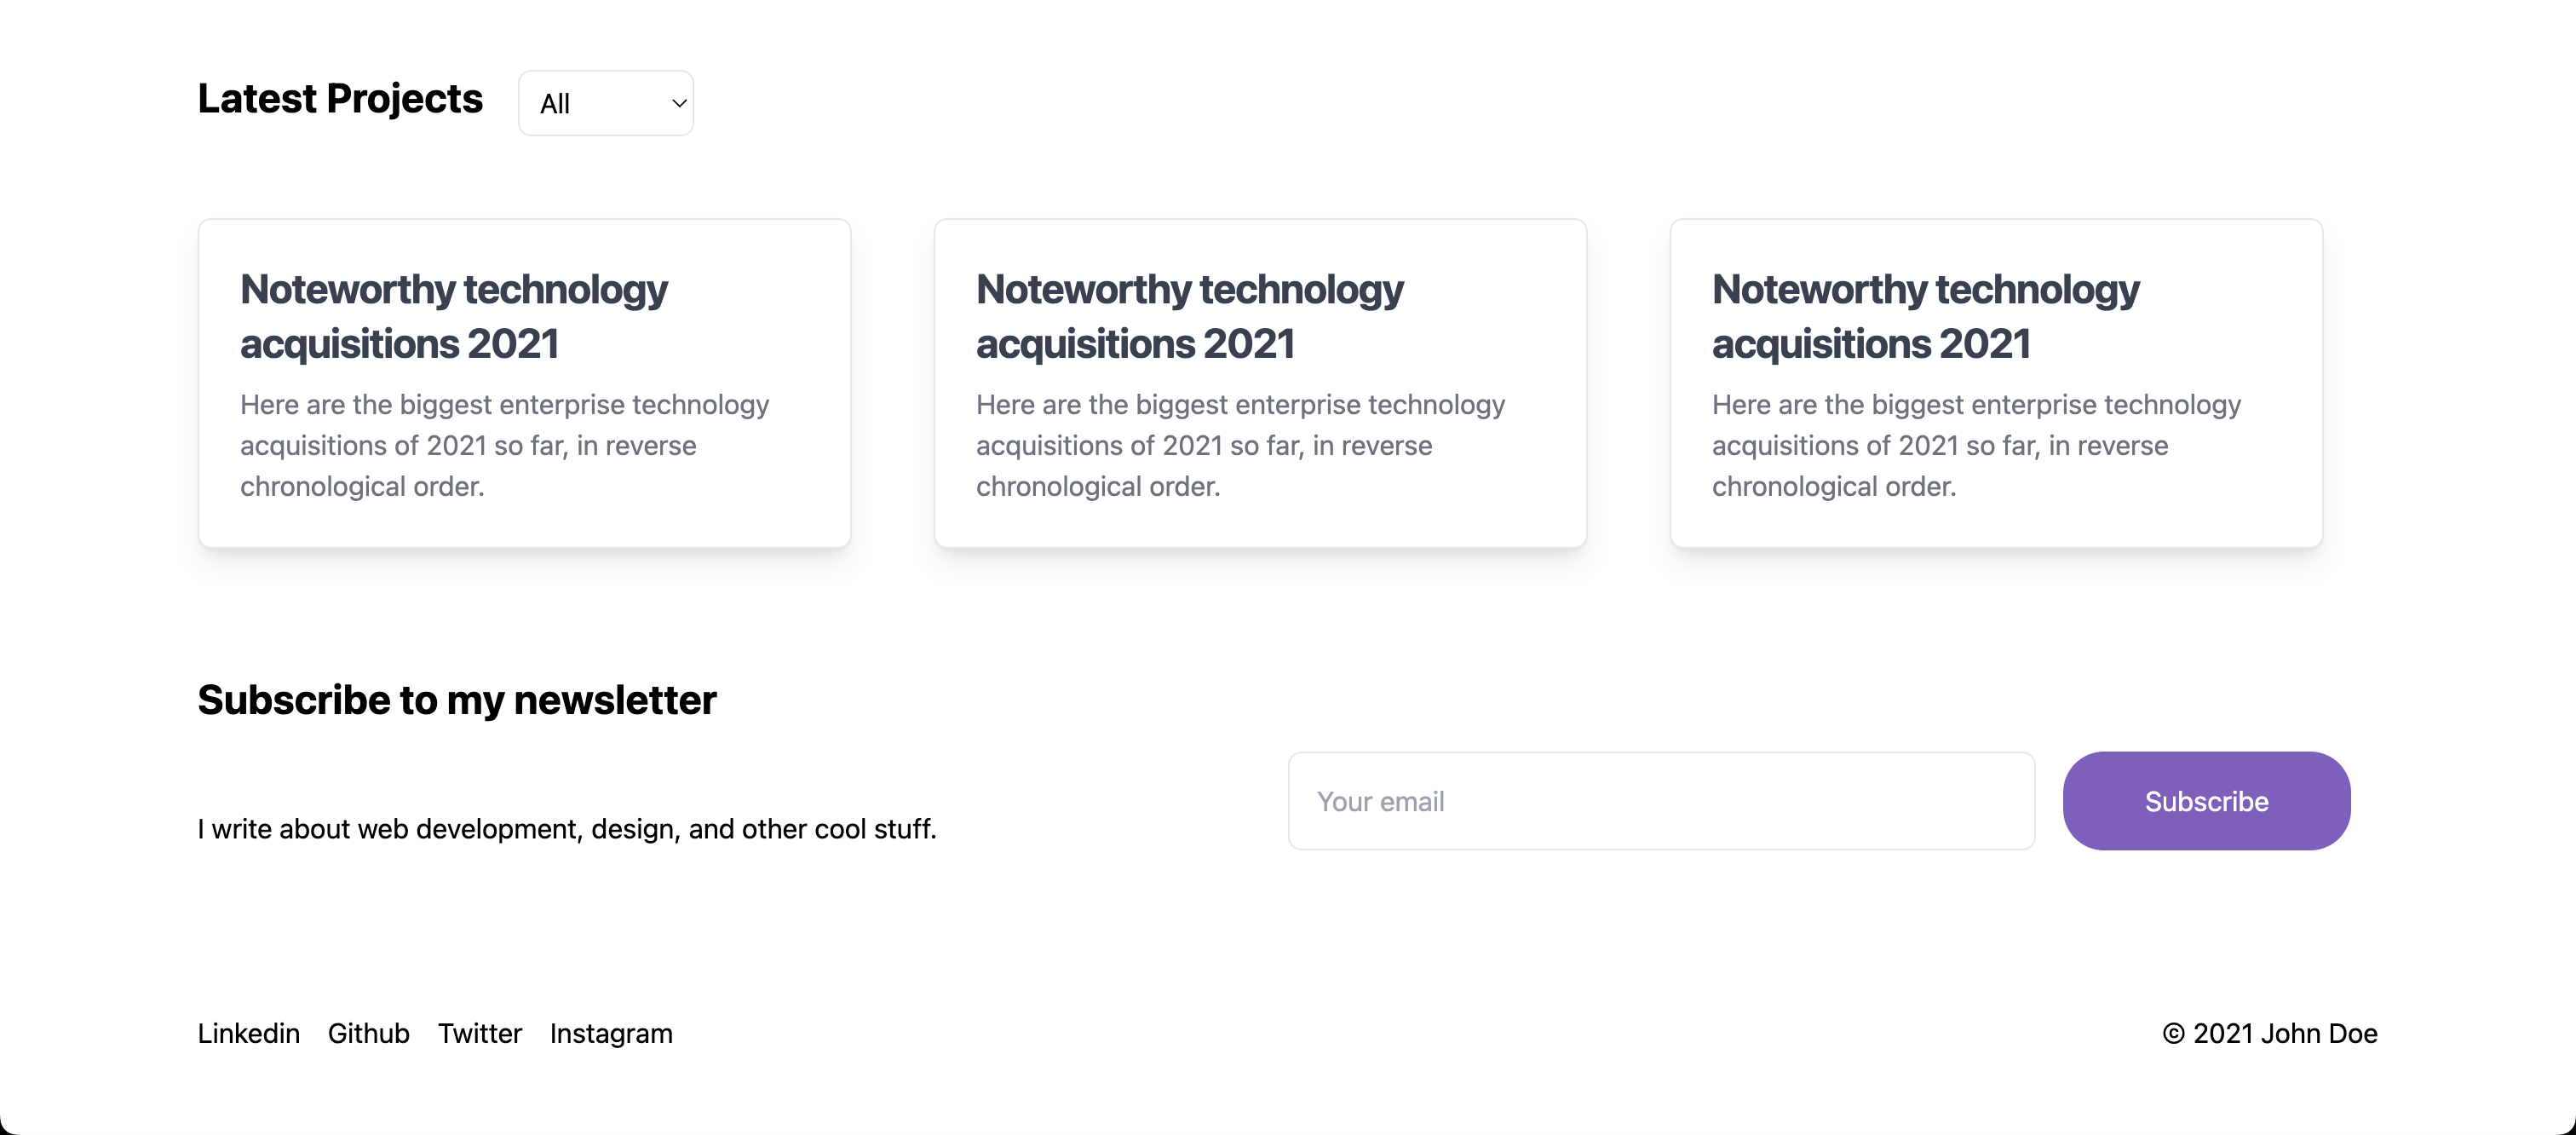 Latest Projects
All
Noteworthy technology
acquisitions 2021
Here are the biggest enterprise technology
acquisitions of 2021 so far, in reverse
chronological order.
Noteworthy technology
acquisitions 2021
Here are the biggest enterprise technology
acquisitions of 2021 so far, in reverse
chronological order.
Noteworthy technology
acquisitions 2021
Here are the biggest enterprise technology
acquisitions of 2021 so far, in reverse
chronological order.
Subscribe to my newsletter
I write about web development, design, and other cool stuff.
Your email
Subscribe
Linkedin Github Twitter Instagram
© 2021 John Doe